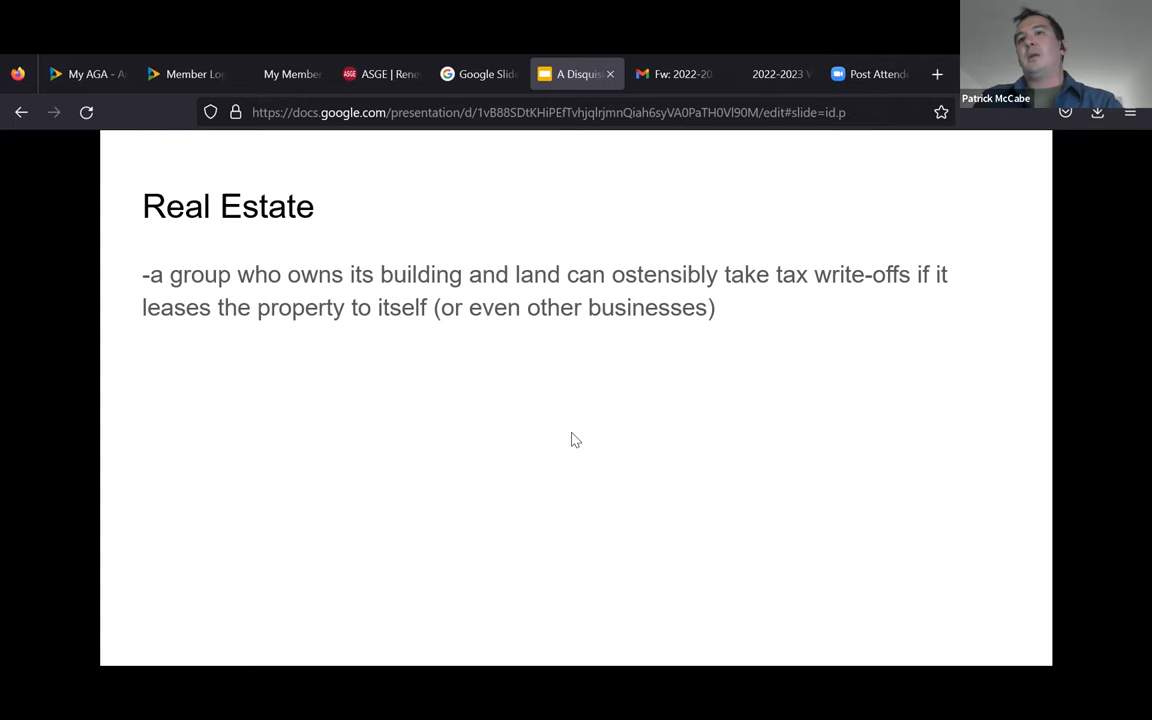 My AGA - A
Member Lo
My Member
ASGE | Rene
Google Slid
A Disquis
Fw: 2022-20
2022-2023
Post Attend
Patrick McCabe
https://docs.google.com/presentation/d/1vB88SDtKHiPEfTvhjqlrjmnQiah6syVA0PaTH0Vl90M/edit#slide=id.p
Real Estate
-a group who owns its building and land can ostensibly take tax write-offs if it
leases the property to itself (or even other businesses)